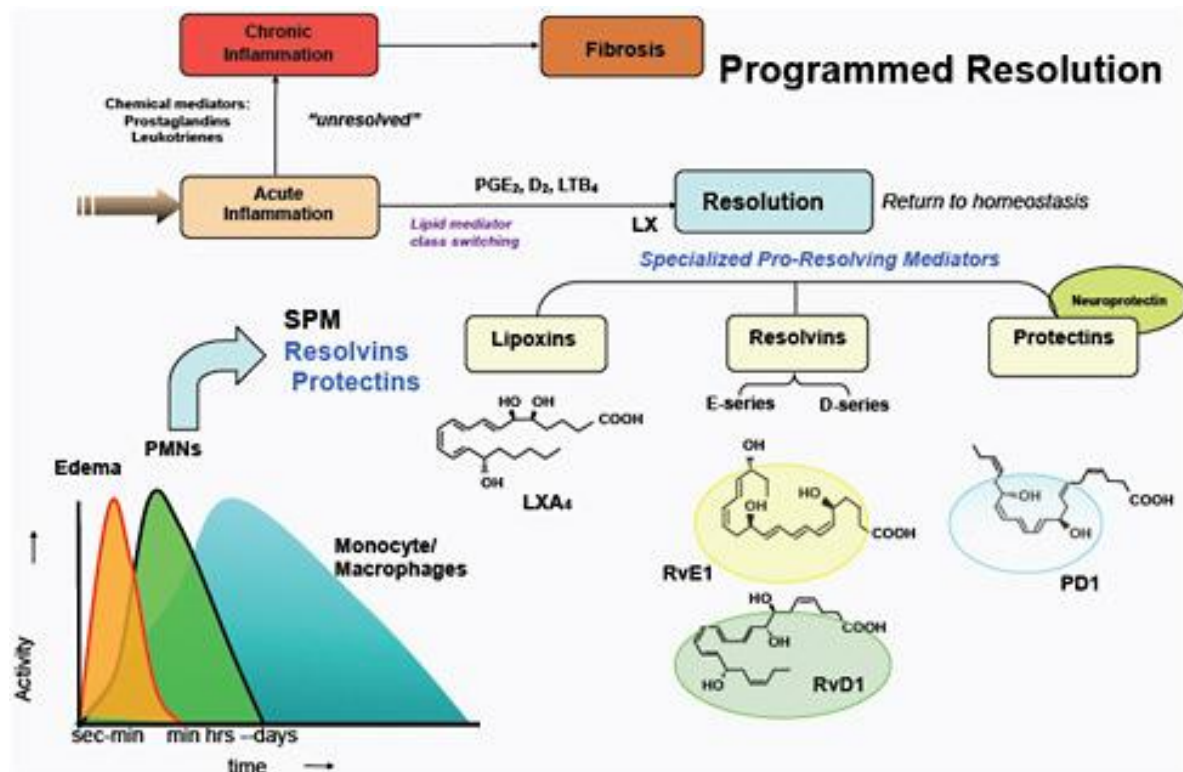 Chronic
Inflammation
Fibrosis
Programmed Resolution
Chemical mediators:
Prostaglandins
Leukotrienes
“unresolved”
Acute
Inflammation
PGE₂, D₂, LTB₄
Lipid mediator
class switching
LX
Resolution
Return to homeostasis
Specialized Pro-Resolving Mediators
Neuroprotectin
Lipoxins
Resolvins
Protectins
E-series
D-series
SPM
Resolvins
Protectins
HO OH
COOH
OH
LXA₄
OH
HO
OH
COOH
RvE1
HO
COOH
OH
HO
RvD1
OH
COOH
OH
PD1
Edema
PMNs
Monocyte/
Macrophages
Activity
sec-min
min hrs --days
time